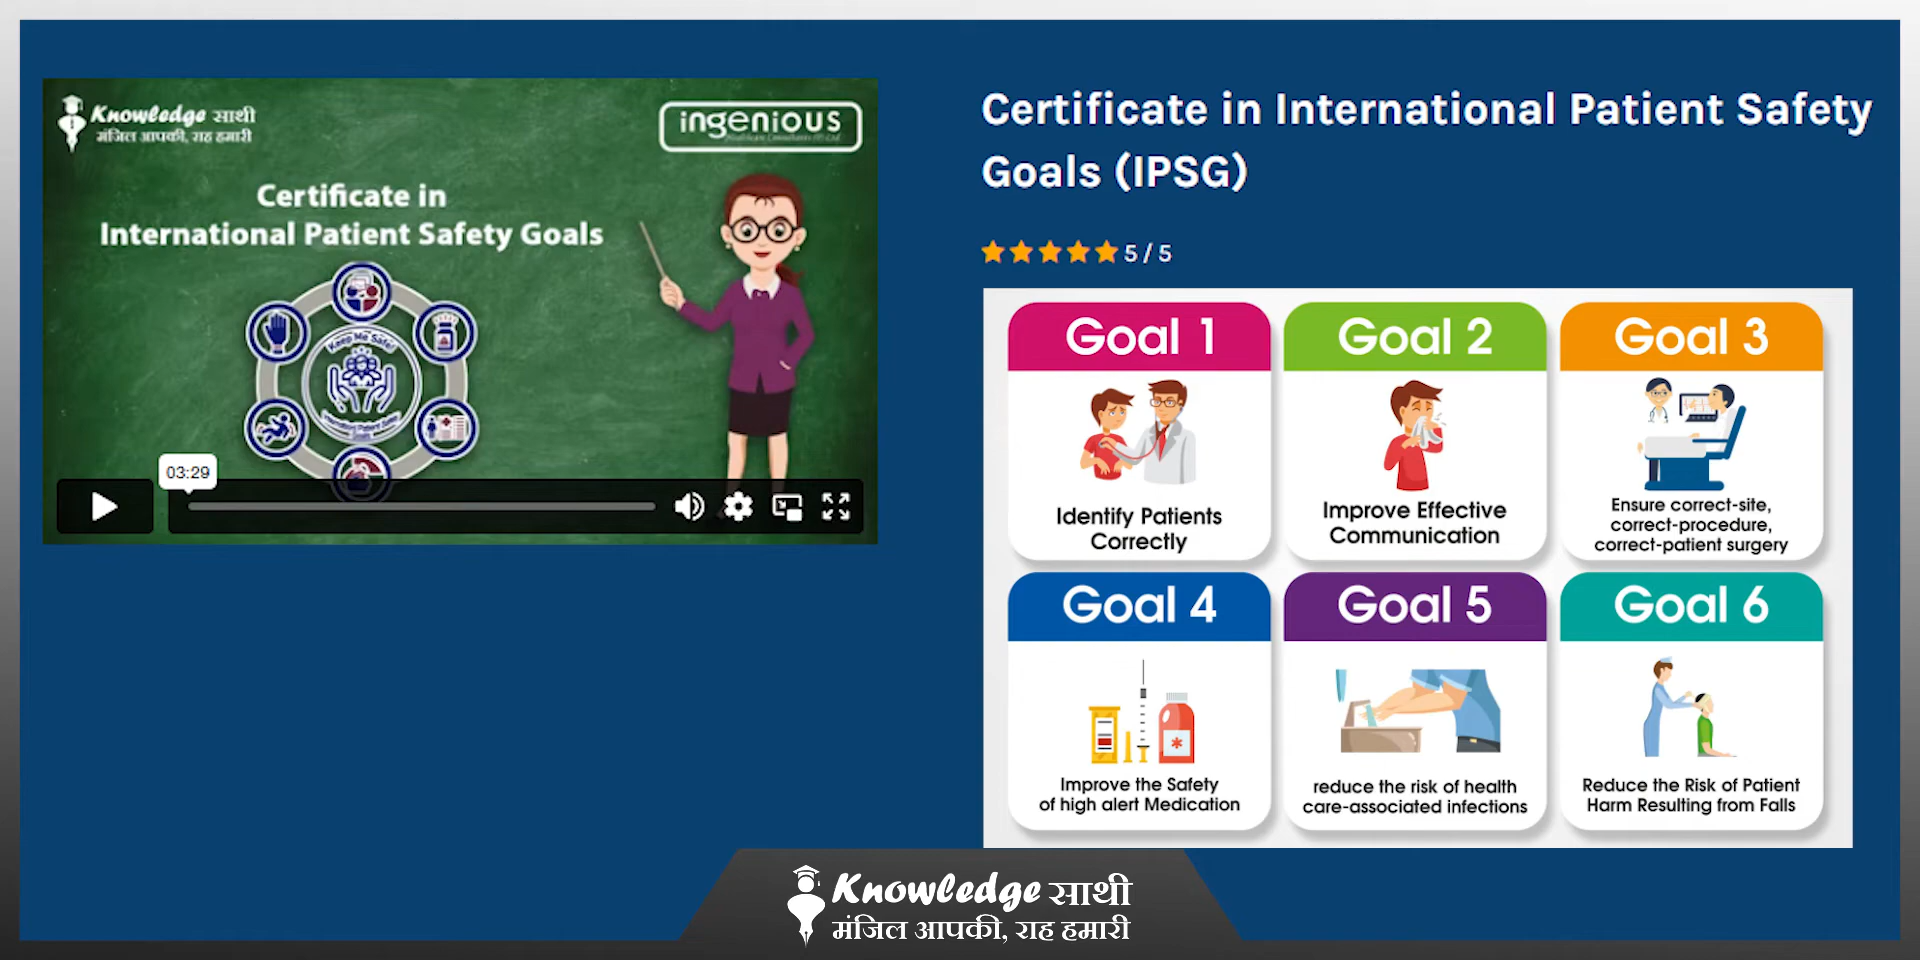 Knowledge साथी
मंजिल आपकी, राह हमारी
ingenious
Certificate in
International Patient Safety Goals
Keep Me Safe!
03:29
Certificate in International Patient Safety
Goals (IPSG)
5 / 5
Goal 1
Identify Patients
Correctly
Goal 2
Improve Effective
Communication
Goal 3
Ensure correct-site,
correct-procedure,
correct-patient surgery
Goal 4
Improve the Safety
of high alert Medication
Goal 5
reduce the risk of health
care-associated infections
Goal 6
Reduce the Risk of Patient
Harm Resulting from Falls
Knowledge साथी
मंजिल आपकी, राह हमारी